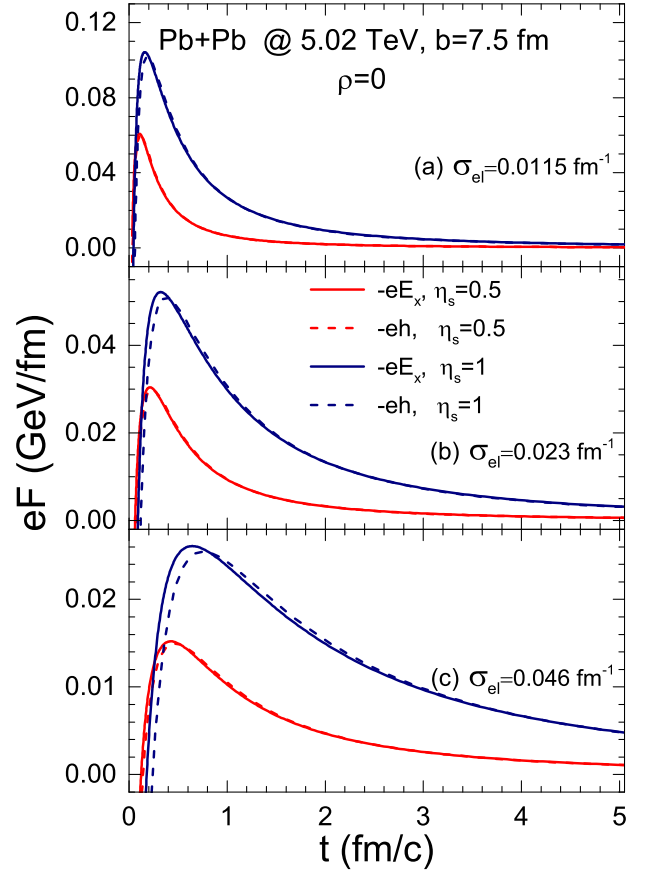 Pb+Pb @ 5.02 TeV, b=7.5 fm
ρ=0
0.12
0.08
0.04
0.00
(a) σel=0.0115 fm⁻¹
-eEx, ηs=0.5
-eh, ηs=0.5
-eEx, ηs=1
-eh, ηs=1
0.04
0.02
0.00
(b) σel=0.023 fm⁻¹
eF (GeV/fm)
0.02
0.01
0.00
(c) σel=0.046 fm⁻¹
0 1 2 3 4 5
t (fm/c)